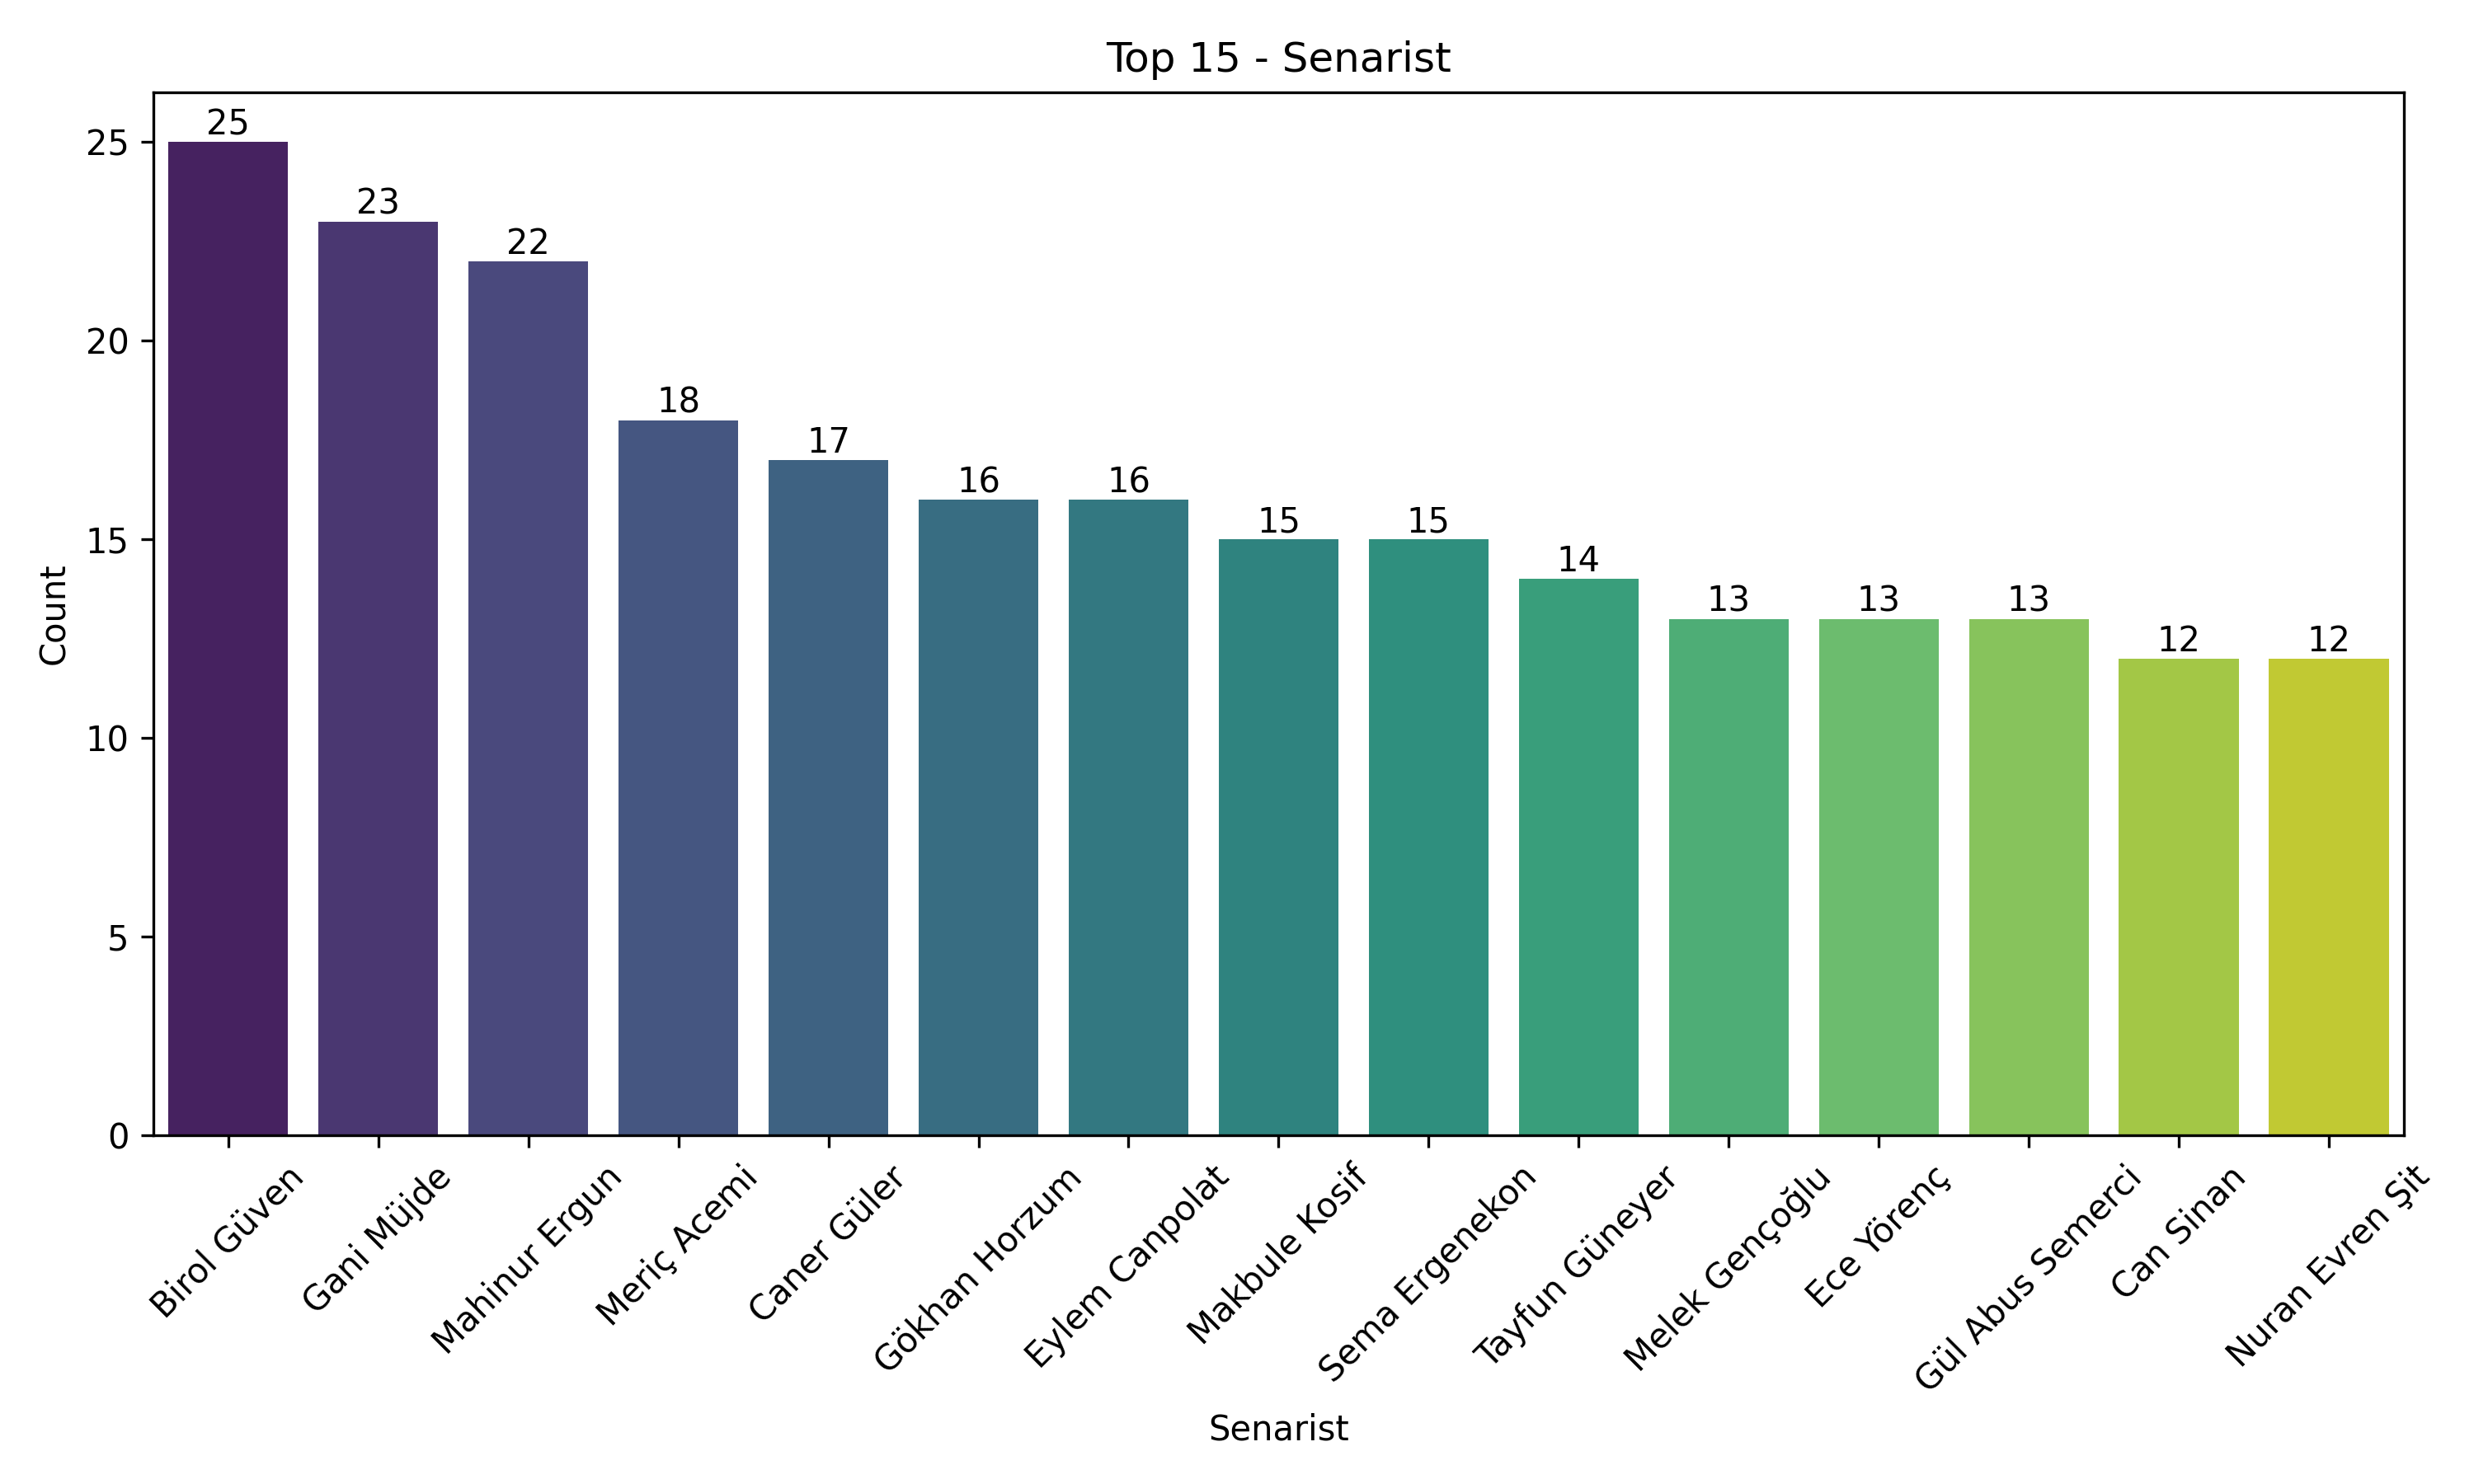 Top 15 - Senarist
25
23
22
18
17
16
16
15
15
14
13
13
13
12
12
25
20
15
10
5
0
Count
Birol Güven
Gani Müjde
Mahinur Ergun
Meriç Acemi
Caner Güler
Gökhan Horzum
Eylem Canpolat
Makbule Kosif
Sema Ergenekon
Tayfun Güneyer
Melek Gençoğlu
Ece Yörenç
Gül Abus Semerci
Can Sinan
Nuran Evren Şit
Senarist